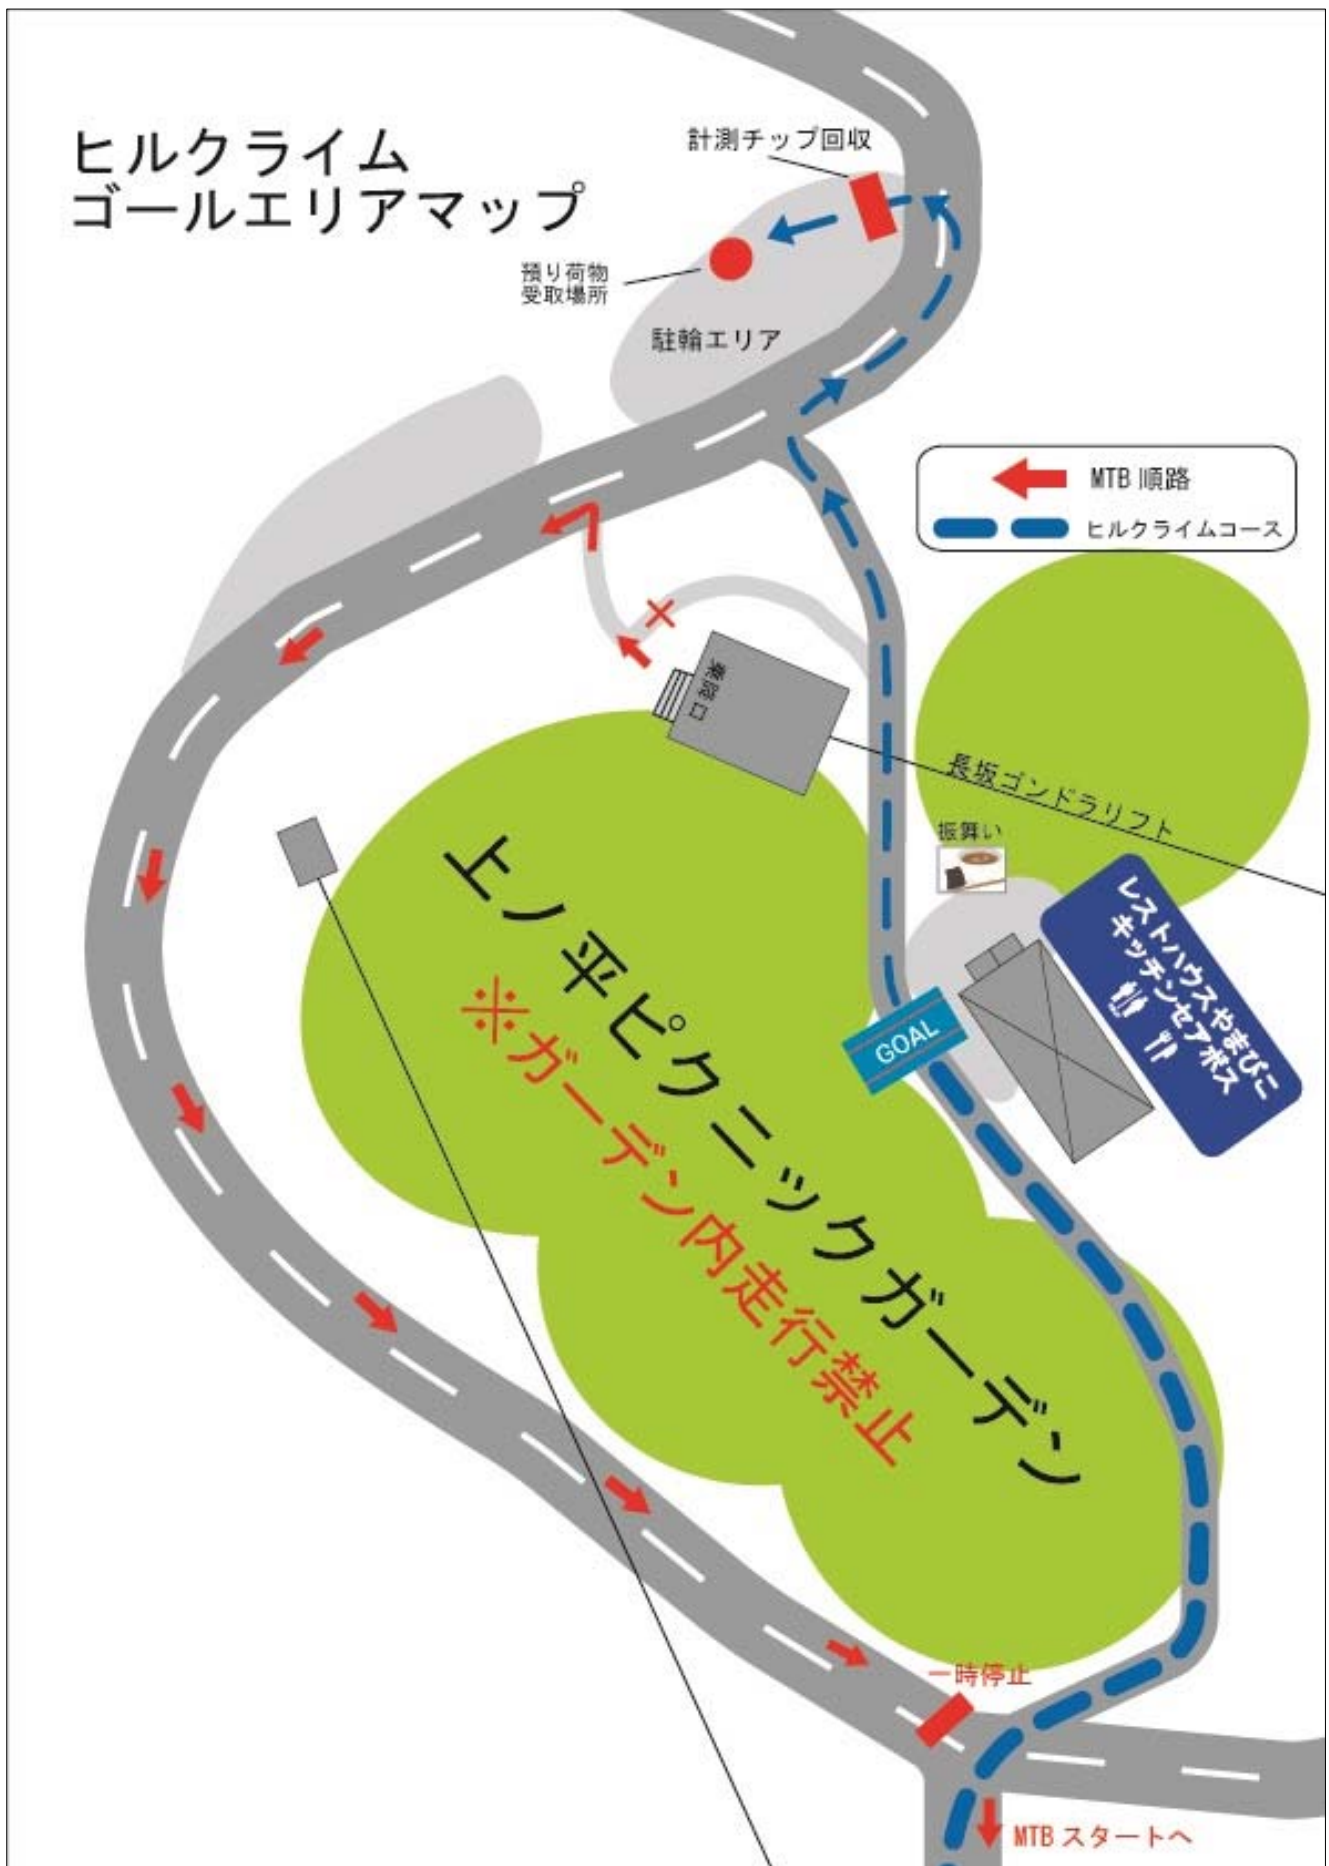 ヒルクライム
ゴールエリアマップ
計測チップ回収
預り荷物
受取場所
駐輪エリア
MTB 順路
ヒルクライムコース
長坂ゴンドラリフト
振舞い
レストハウスやまびこ
キッチンセアボス
GOAL
上ノ平ピクニックガーデン
※ガーデン内走行禁止
一時停止
MTB スタートへ